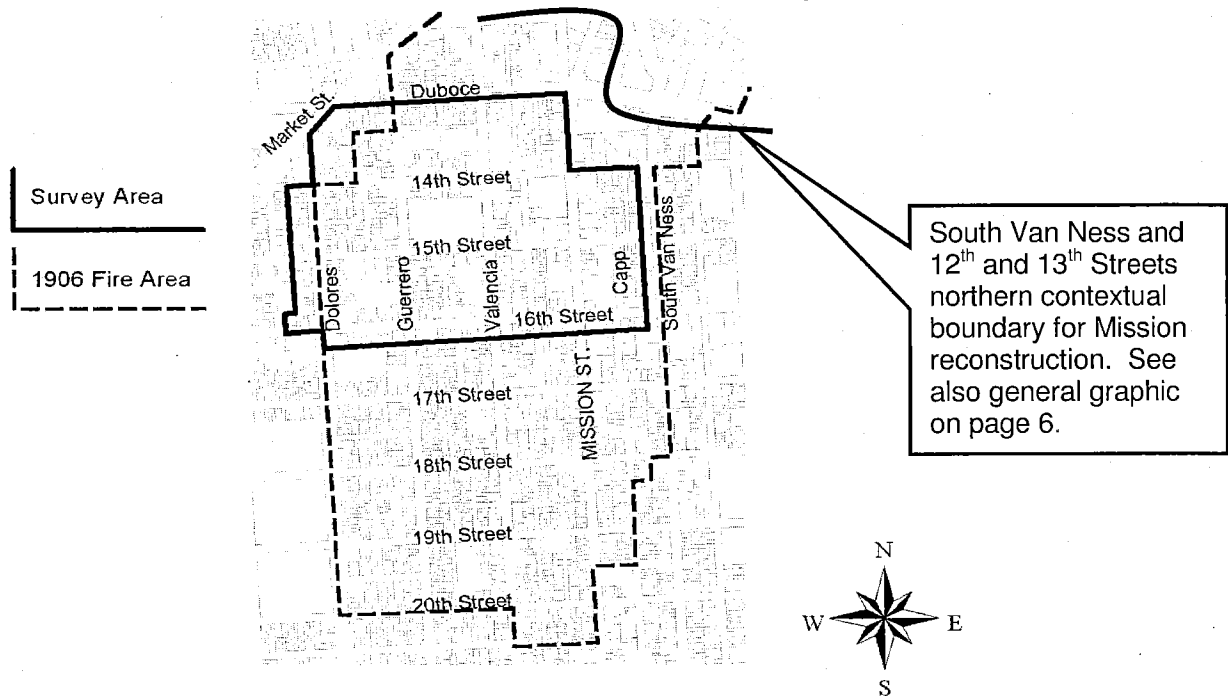 Duboce
Market St.
14th Street
15th Street
Dolores
Guerrero
Valencia
Capp
South Van Ness
16th Street
MISSION ST.
17th Street
18th Street
19th Street
20th Street
Survey Area
1906 Fire Area
South Van Ness and
12th and 13th Streets
northern contextual
boundary for Mission
reconstruction. See
also general graphic
on page 6.
N
W
E
S